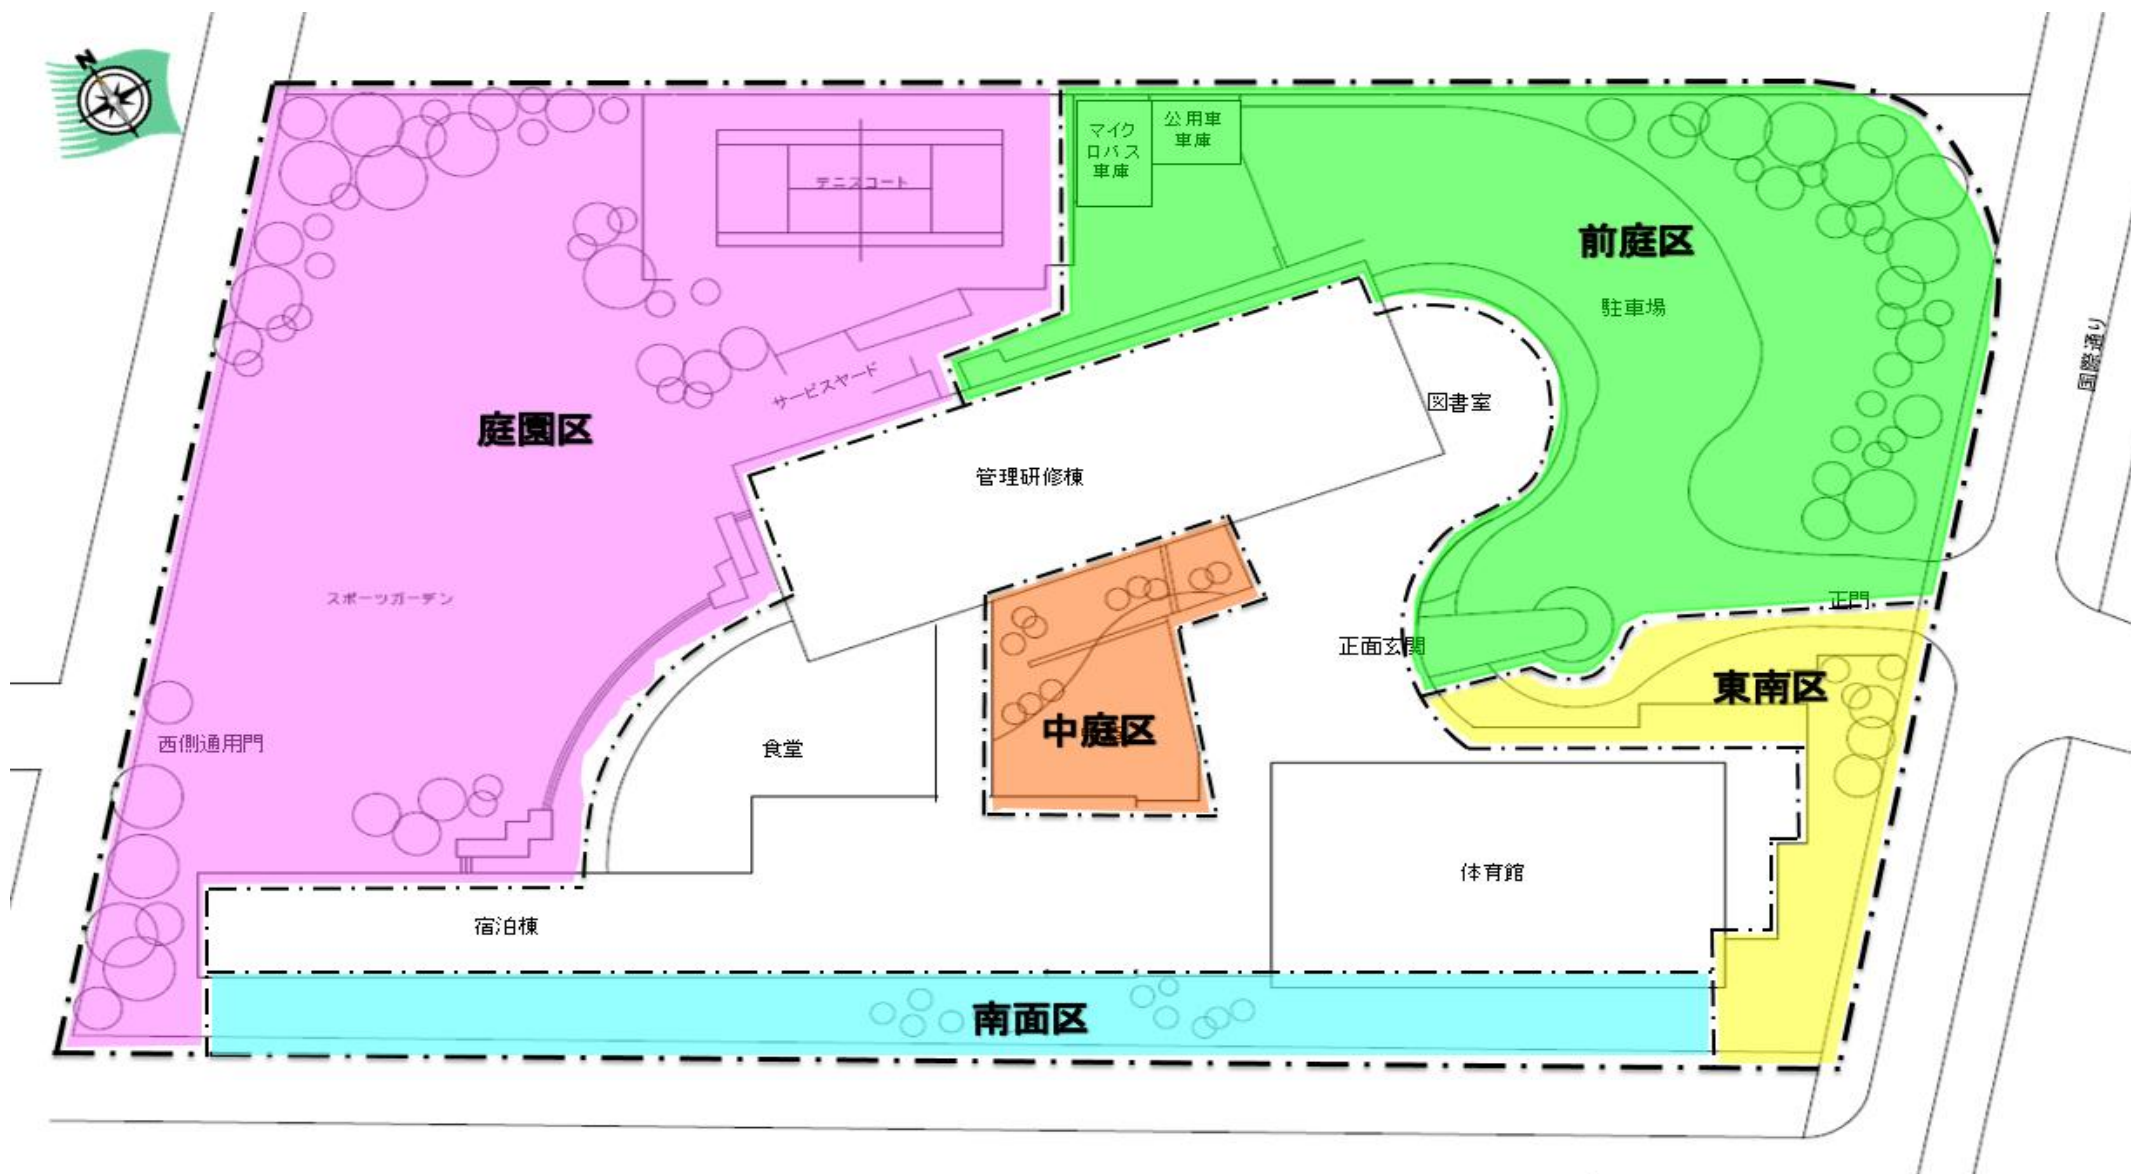 N
マイク
ロバス
車庫
公用車
車庫
テニスコート
前庭区
駐車場
国際通り
サービスヤード
図書室
庭園区
管理研修棟
スポーツガーデン
正門
正面玄関
東南区
西側通用門
食堂
中庭区
体育館
宿泊棟
南面区